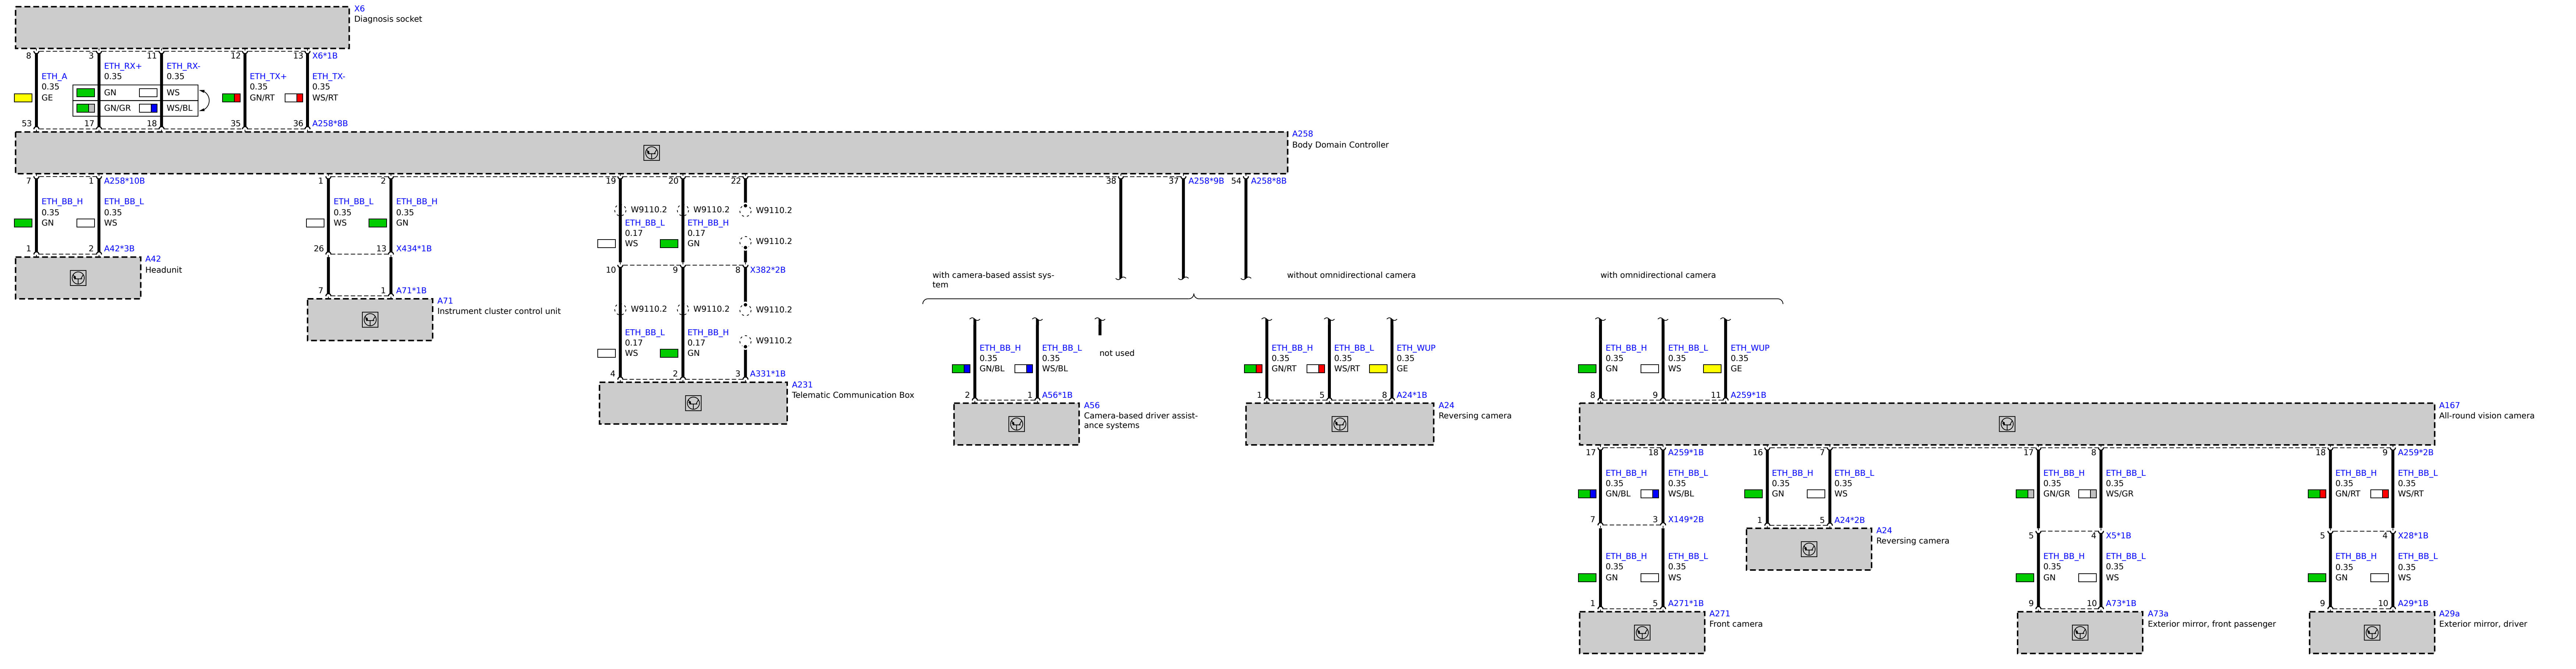 X6
Diagnosis socket
8 3 11 12 13 X6*1B
ETH_RX+ ETH_RX-
ETH_A 0.35 0.35 ETH_TX+ ETH_TX-
0.35 0.35 0.35
GE GN WS GN/RT WS/RT
GN/GR WS/BL
53 17 18 35 36 A258*8B
A258
Body Domain Controller
7 1 A258*10B 1 2 19 20 22 38 37 A258*9B 54 A258*8B
ETH_BB_H ETH_BB_L ETH_BB_L ETH_BB_H
0.35 0.35 0.35 0.35
GN WS WS GN
W9110.2 W9110.2 W9110.2
ETH_BB_L ETH_BB_H
0.17 0.17
WS GN W9110.2
1 2 A42*3B 26 13 X434*1B
A42
Headunit
10 9 8 X382*2B
7 1 A71*1B
A71
Instrument cluster control unit
W9110.2 W9110.2 W9110.2
ETH_BB_L ETH_BB_H
0.17 0.17 W9110.2
WS GN
4 2 3 A331*1B
A231
Telematic Communication Box
with camera-based assist sys-
tem
without omnidirectional camera
with omnidirectional camera
ETH_BB_H ETH_BB_L not used
0.35 0.35
GN/BL WS/BL
2 1 A56*1B
A56
Camera-based driver assist-
ance systems
ETH_BB_H ETH_BB_L ETH_WUP
0.35 0.35 0.35
GN/RT WS/RT GE
1 5 8 A24*1B
A24
Reversing camera
ETH_BB_H ETH_BB_L ETH_WUP
0.35 0.35 0.35
GN WS GE
8 9 11 A259*1B
A167
All-round vision camera
17 18 A259*1B 16 7 17 8 18 9 A259*2B
ETH_BB_H ETH_BB_L ETH_BB_H ETH_BB_L ETH_BB_H ETH_BB_L ETH_BB_H ETH_BB_L
0.35 0.35 0.35 0.35 0.35 0.35 0.35 0.35
GN/BL WS/BL GN WS GN/GR WS/GR GN/RT WS/RT
7 3 X149*2B 1 5 A24*2B
A24
Reversing camera
5 4 X5*1B 5 4 X28*1B
ETH_BB_H ETH_BB_L ETH_BB_H ETH_BB_L ETH_BB_H ETH_BB_L
0.35 0.35 0.35 0.35 0.35 0.35
GN WS GN WS GN WS
1 5 A271*1B 9 10 A73*1B 9 10 A29*1B
A271
Front camera
A73a
Exterior mirror, front passenger
A29a
Exterior mirror, driver